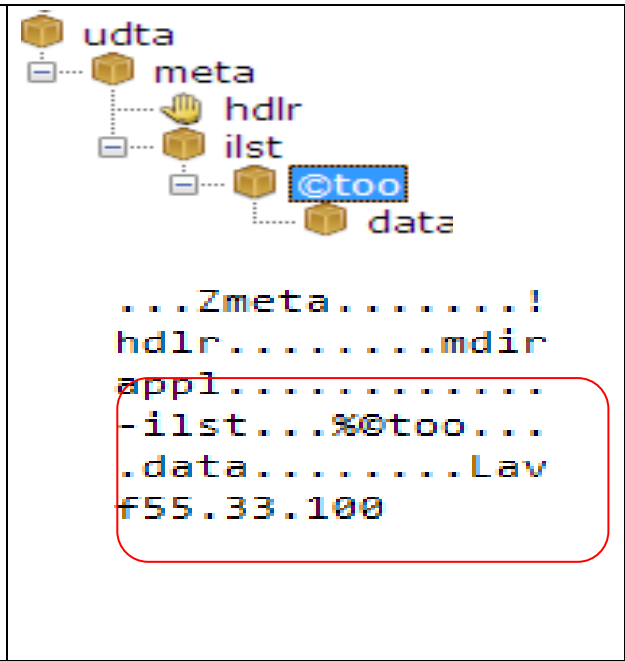 udta
meta
hdlr
ilst
©too
data
...Zmeta.......!
hdlr........mdir
appl............
-ilst...%©too...
.data........Lav
f55.33.100